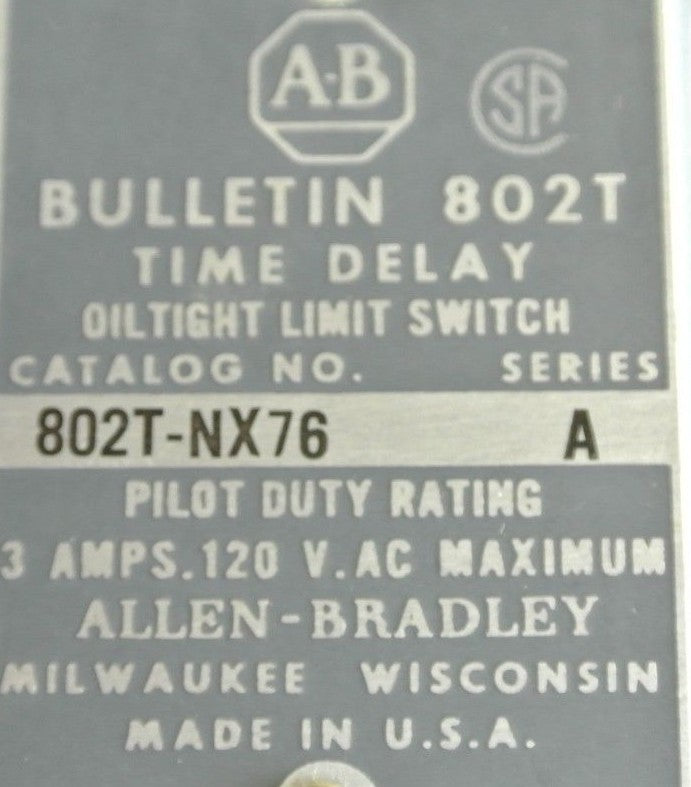 A-B
CSA
BULLETIN 802T
TIME DELAY
OILTIGHT LIMIT SWITCH
CATALOG NO. SERIES
802T-NX76 A
PILOT DUTY RATING
3 AMPS.120 V.AC MAXIMUM
ALLEN-BRADLEY
MILWAUKEE WISCONSIN
MADE IN U.S.A.